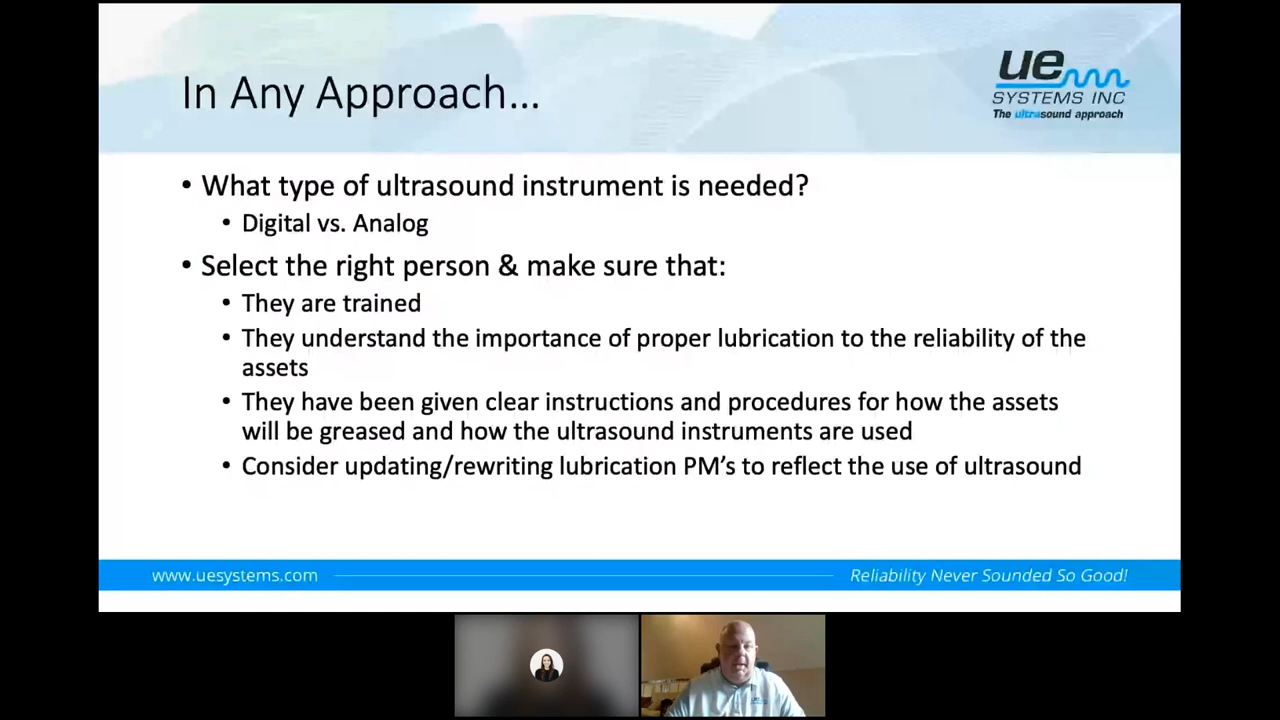 In Any Approach...
ue
SYSTEMS INC
The ultrasound approach
• What type of ultrasound instrument is needed?
• Digital vs. Analog
• Select the right person & make sure that:
• They are trained
• They understand the importance of proper lubrication to the reliability of the
assets
• They have been given clear instructions and procedures for how the assets
will be greased and how the ultrasound instruments are used
• Consider updating/rewriting lubrication PM's to reflect the use of ultrasound
www.uesystems.com
Reliability Never Sounded So Good!